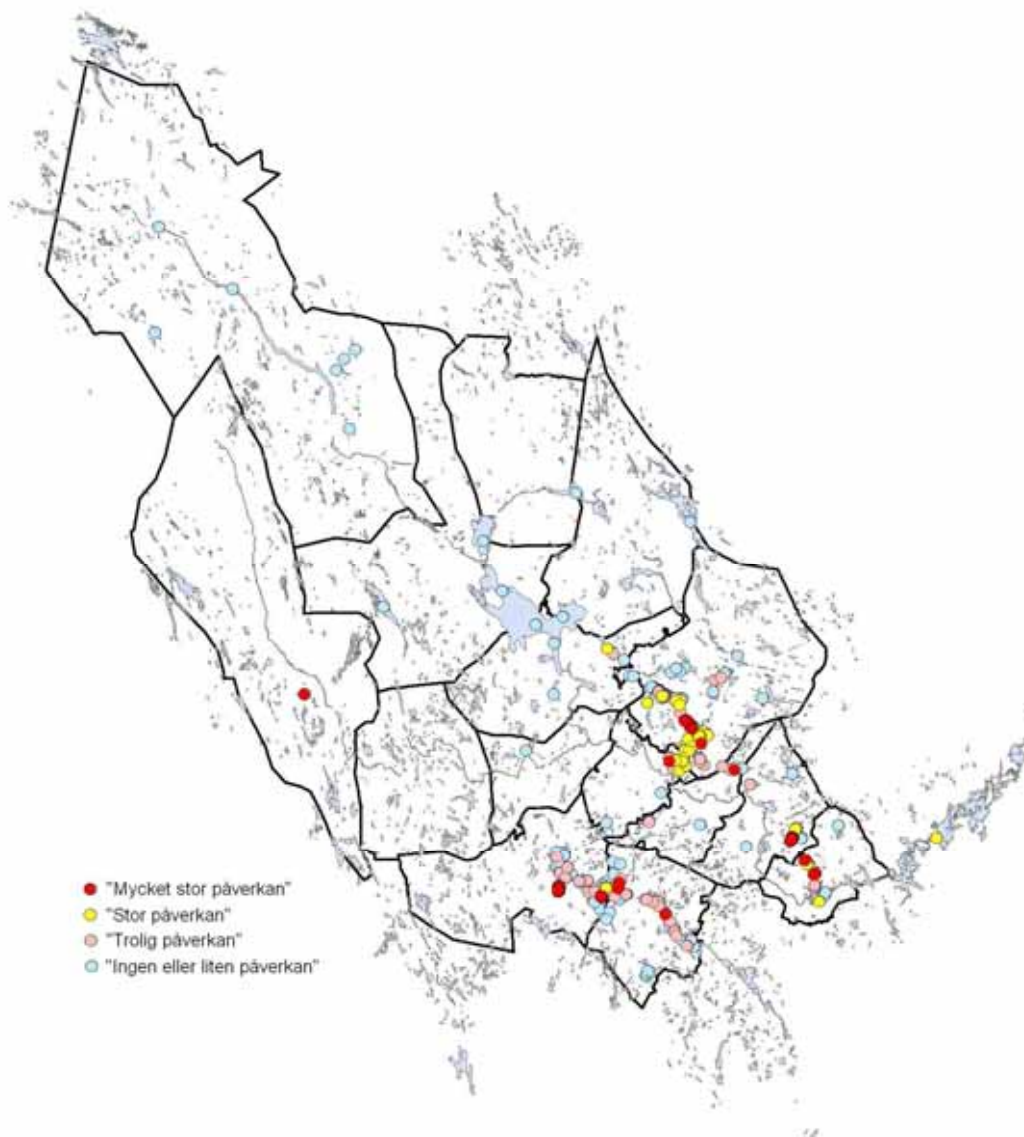 "Mycket stor påverkan"
"Stor påverkan"
"Trolig påverkan"
"Ingen eller liten påverkan"